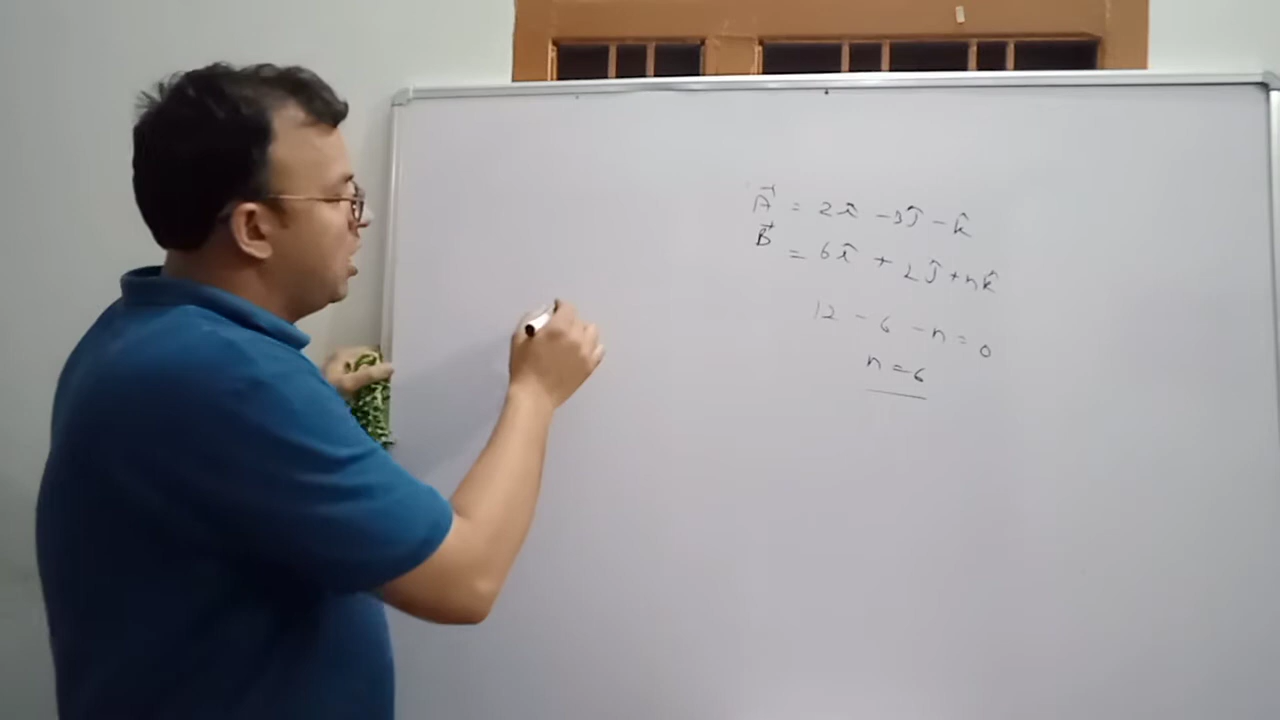 A⃗ = 2î - 3ĵ - k̂
B⃗ = 6î + 2ĵ + nk̂
12 - 6 - n = 0
n = 6